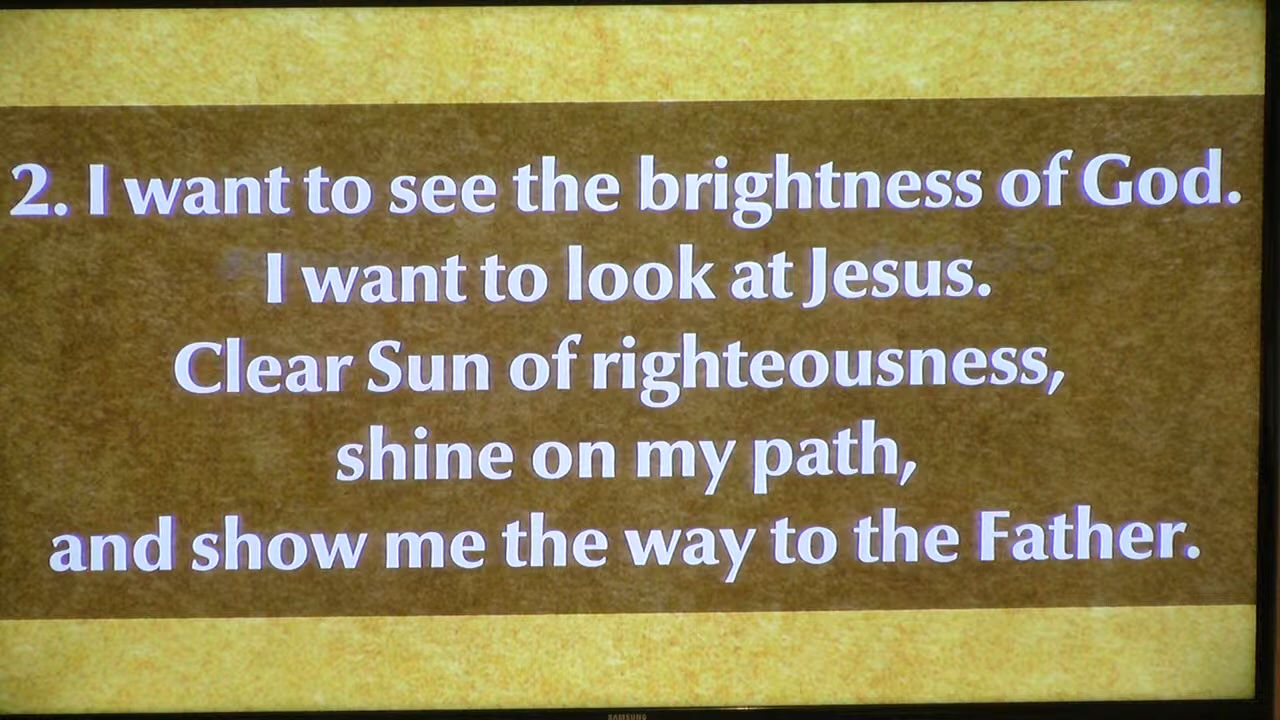 2. I want to see the brightness of God.
I want to look at Jesus.
Clear Sun of righteousness,
shine on my path,
and show me the way to the Father.
SAMSUNG